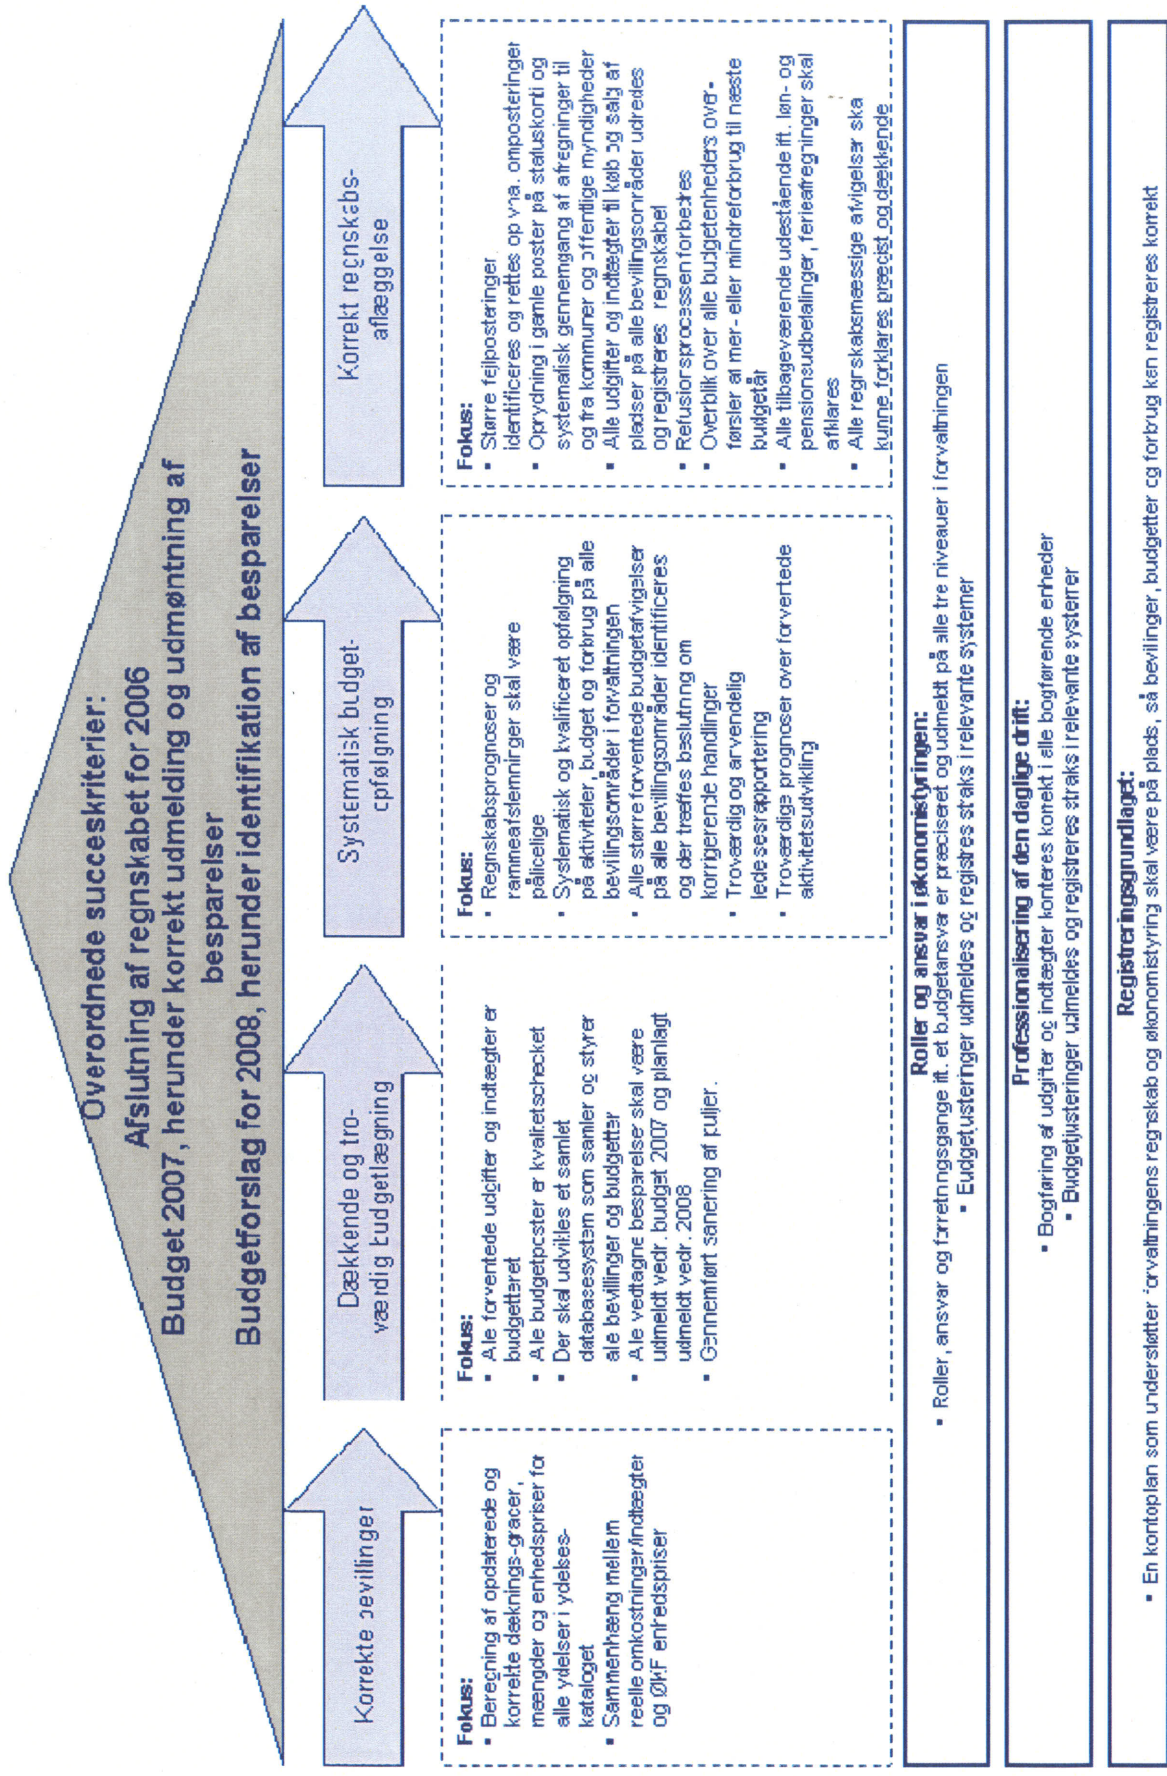 Overordnede succeskriterier:
Afslutning af regnskabet for 2006
Budget 2007, herunder korrekt udmelding og udmøntning af
besparelser
Budgetforslag for 2008, herunder identifikation af besparelser
Korrekte bevillinger
Fokus:
▪ Beregning af opdaterede og
korrekte dæknings-grader,
mængder og enhedspriser for
alle ydelser i ydelses-
kataloget
▪ Sammenhæng mellem
reelle omkostninger/indtægter
og ØKF enhedspriser
Dækkende og tro-
værdig budgetlægning
Fokus:
▪ Alle forventede udgifter og indtægter er
budgetteret
▪ Alle budgetposter er kvalitetschecket
▪ Der skal udvikles et samlet
databasesystem som samler og styrer
alle bevillinger og budgetter
▪ Alle vedtagne besparelser skal være
udmeldt vedr. budget 2007 og planlagt
udmeldt vedr. 2008
▪ Gennemført sanering af puljer.
Systematisk budget-
opfølgning
Fokus:
▪ Regnskabsprognoser og
rammeafstemninger skal være
pålidelige
▪ Systematisk og kvalificeret opfølgning
på aktiviteter, budget og forbrug på alle
bevillingsområder i forvaltningen
▪ Alle større forventede budgetafvigelser
på alle bevillingsområder identificeres
og der træffes beslutning om
korrigerende handlinger
▪ Troværdig og anvendelig
ledelsesrapportering
▪ Troværdige prognoser over forventede
aktivitetsudvikling
Korrekt regnskabs-
aflæggelse
Fokus:
▪ Større fejlposteringer
identificeres og rettes op via. omposteringer
▪ Oprydning i gamle poster på statuskonti og
systematisk gennemgang af afregninger til
og fra kommuner og offentlige myndigheder
▪ Alle udgifter og indtægter til køb og salg af
pladser på alle bevillingsområder udredes
og registreres i regnskabet
▪ Refusionsprocessen forbedres
▪ Overblik over alle budgetenheders over-
førsler af mer- eller mindreforbrug til næste
budgetår
▪ Alle tilbageværende udestående ift. løn- og
pensionsudbetalinger, ferieafregninger skal
afklares
▪ Alle regnskabsmæssige afvigelser ska
kunne forklares præcist og dækkende
Roller og ansvar i økonomistyringen:
▪ Roller, ansvar og forretningsgange ift. et budgetansvar er præciseret og udmeldt på alle tre niveauer i forvaltningen
▪ Budgetjusteringer udmeldes og registres straks i relevante systemer
Professionalisering af den daglige drift:
▪ Bogføring af udgifter og indtægter konteres korrekt i alle bogførende enheder
▪ Budgetjusteringer udmeldes og registreres straks i relevante systemer
Registreringsgrundlaget:
▪ En kontoplan som understøtter forvaltningens regnskab og økonomistyring skal være på plads, så bevilinger, budgetter og forbrug kan registreres korrekt